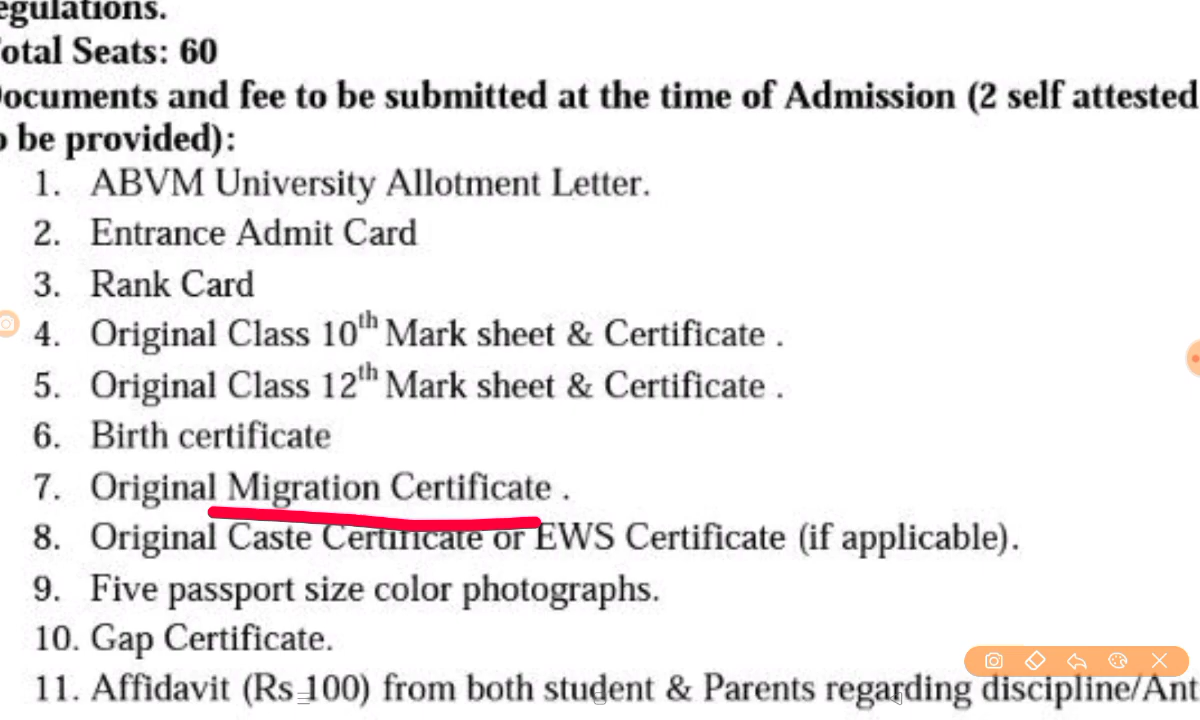 egulations.
otal Seats: 60
ocuments and fee to be submitted at the time of Admission (2 self attested
o be provided):
1. ABVM University Allotment Letter.
2. Entrance Admit Card
3. Rank Card
4. Original Class 10th Mark sheet & Certificate .
5. Original Class 12th Mark sheet & Certificate .
6. Birth certificate
7. Original Migration Certificate .
8. Original Caste Certificate or EWS Certificate (if applicable).
9. Five passport size color photographs.
10. Gap Certificate.
11. Affidavit (Rs 100) from both student & Parents regarding discipline/Ant